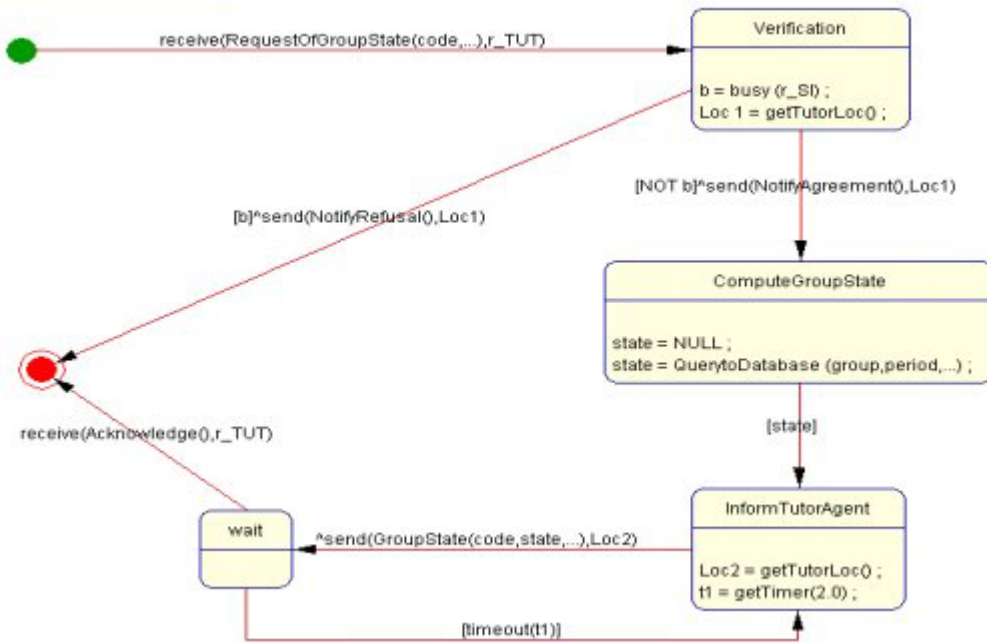 receive(RequestOfGroupState(code,...),r_TUT)
Verification
b = busy (r_SI) ;
Loc 1 = getTutorLoc() ;
[NOT b]^send(NotifyAgreement(),Loc1)
[b]^send(NotifyRefusal(),Loc1)
ComputeGroupState
state = NULL ;
state = QuerytoDatabase (group,period,...) ;
receive(Acknowledge(),r_TUT)
[state]
InformTutorAgent
wait
^send(GroupState(code,state,...),Loc2)
Loc2 = getTutorLoc() ;
t1 = getTimer(2.0) ;
[timeout(t1)]